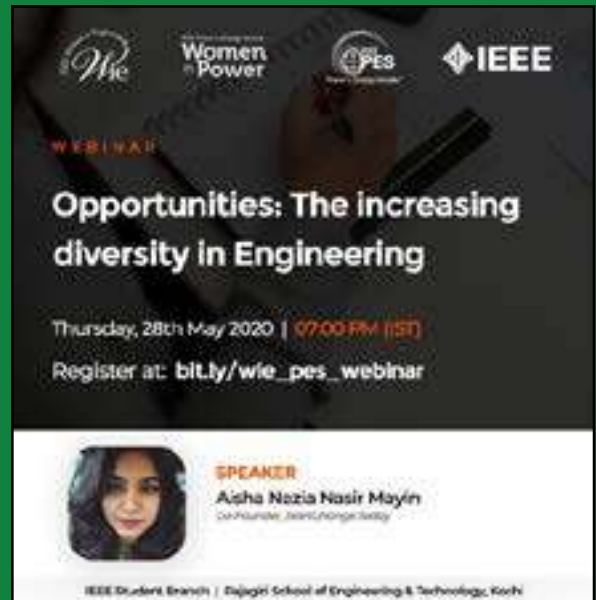 Wie
Women
in Power
PES
IEEE
WEBINAR
Opportunities: The increasing
diversity in Engineering
Thursday, 28th May 2020 | 07:00 PM (IST)
Register at: bit.ly/wie_pes_webinar
SPEAKER
Aisha Nazia Nasir Mayin
IEEE Student Branch | Rajagiri School of Engineering & Technology, Kochi